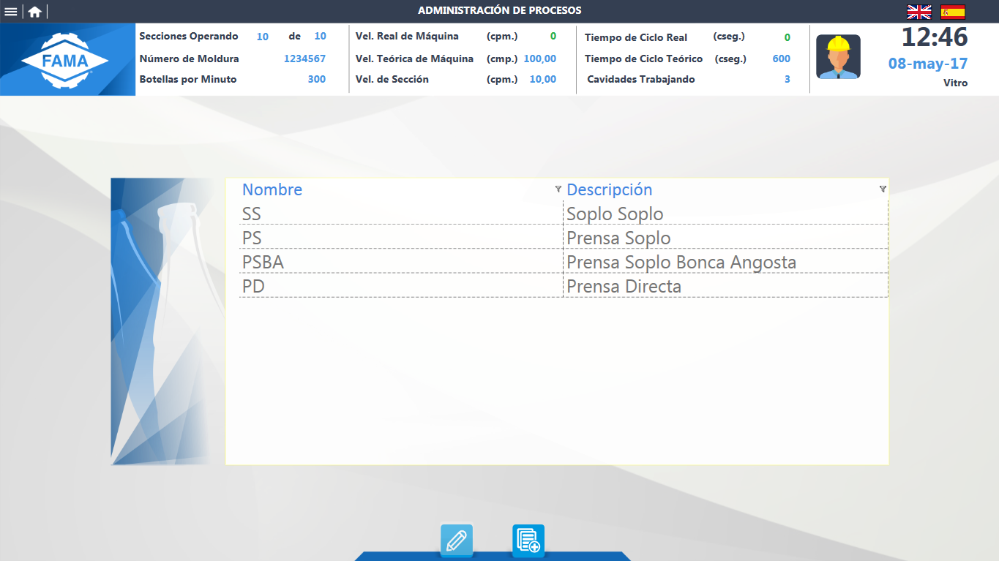 ADMINISTRACIÓN DE PROCESOS
FAMA
Secciones Operando 10 de 10
Número de Moldura 1234567
Botellas por Minuto 300
Vel. Real de Máquina (cpm.) 0
Vel. Teórica de Máquina (cmp.) 100,00
Vel. de Sección (cpm.) 10,00
Tiempo de Ciclo Real (cseg.) 0
Tiempo de Ciclo Teórico (cseg.) 600
Cavidades Trabajando 3
12:46
08-may-17
Vitro
Nombre Descripción
SS Soplo Soplo
PS Prensa Soplo
PSBA Prensa Soplo Bonca Angosta
PD Prensa Directa